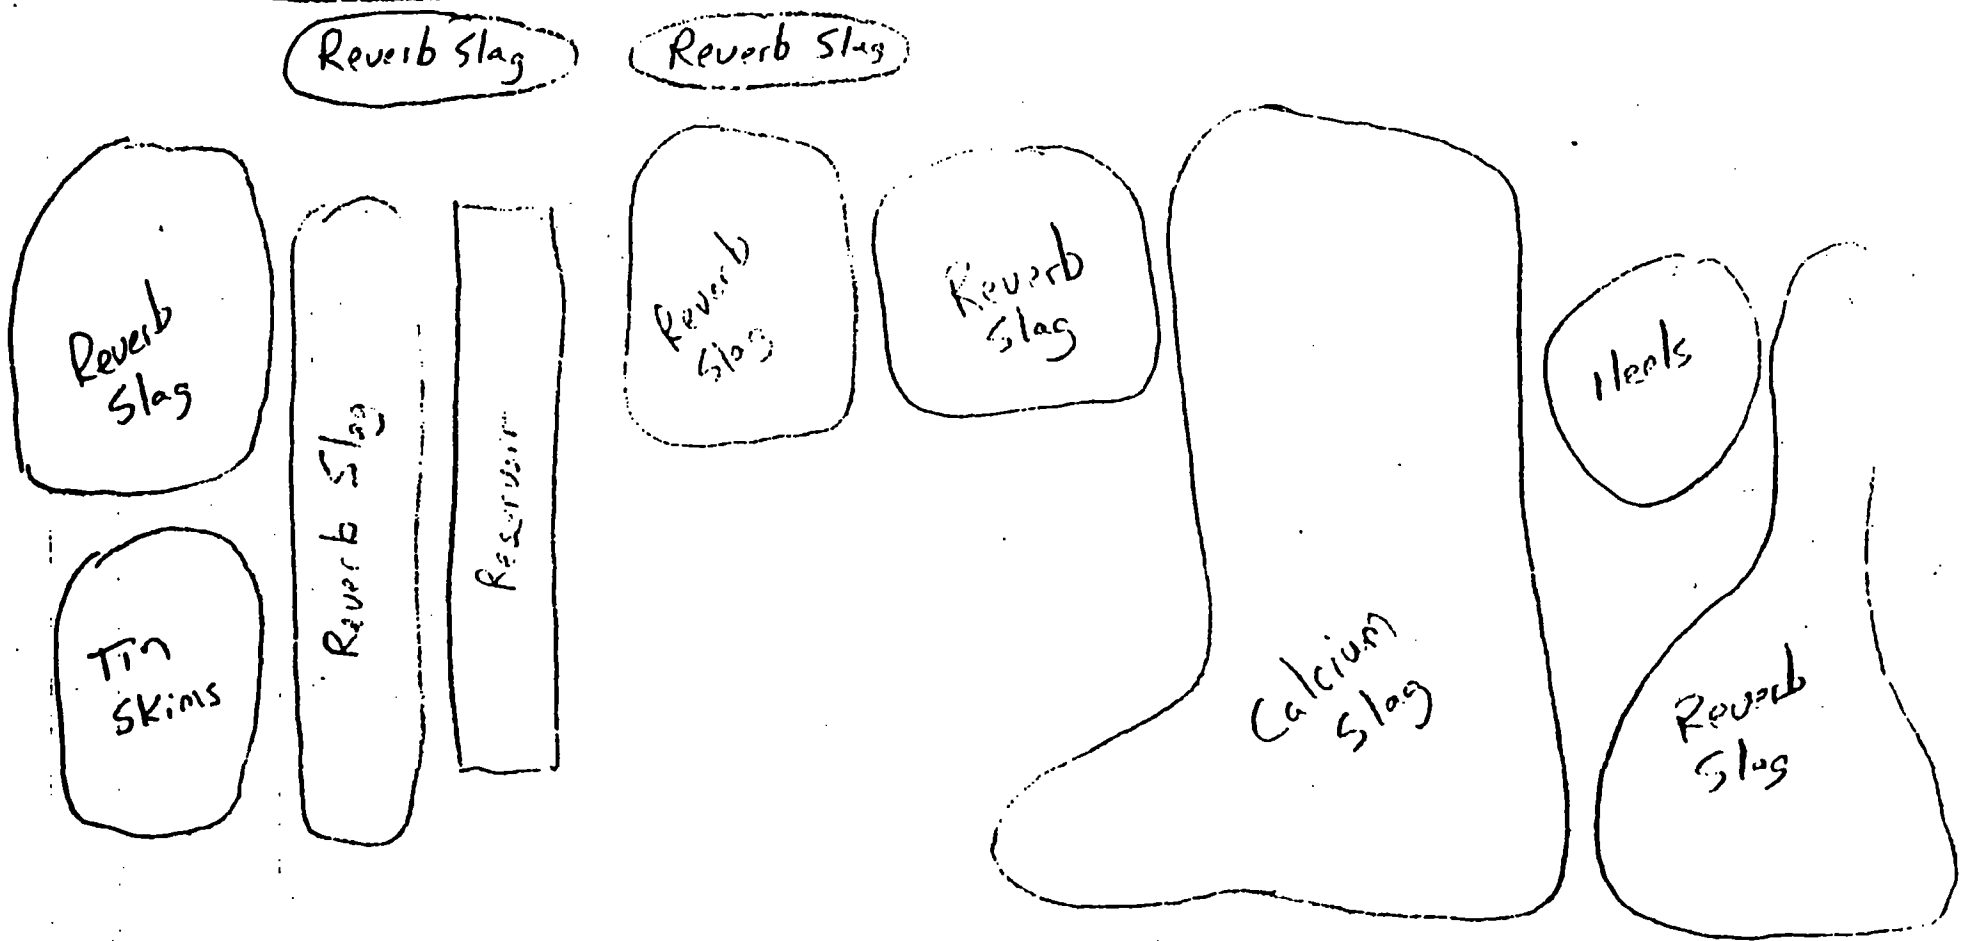 Reverb Slag
Reverb Slag
Reverb
Slag
Reverb Slag
Reservoir
Reverb
Slag
Reverb
Slag
Calcium
Slag
Heels
Reverb
Slag
Tin
Skims